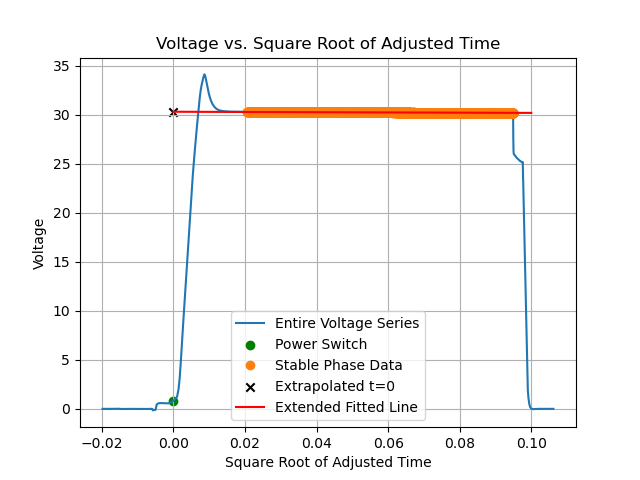 Voltage vs. Square Root of Adjusted Time
35
30
25
20
15
10
5
0
Voltage
Entire Voltage Series
Power Switch
Stable Phase Data
Extrapolated t=0
Extended Fitted Line
−0.02 0.00 0.02 0.04 0.06 0.08 0.10
Square Root of Adjusted Time